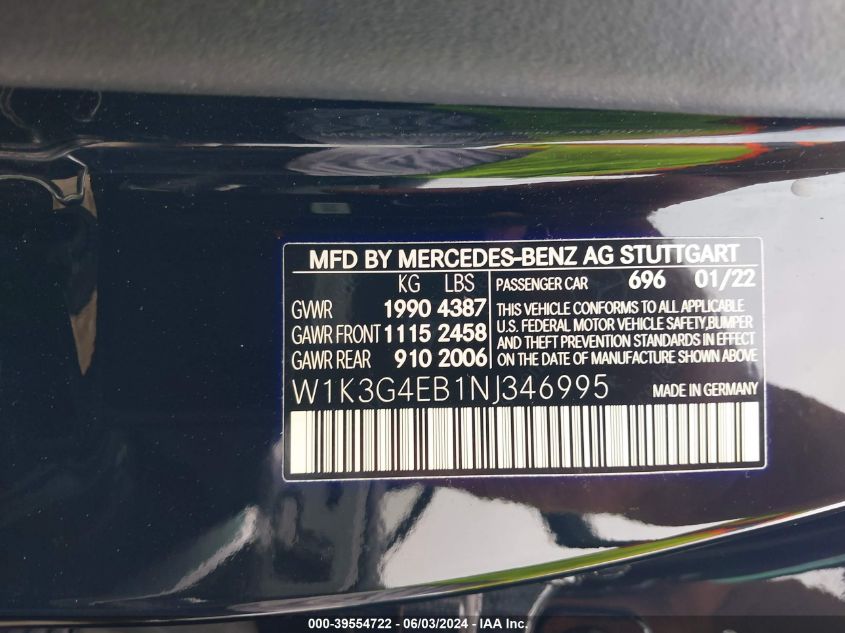 MFD BY MERCEDES-BENZ AG STUTTGART
KG LBS
GVWR 1990 4387
GAWR FRONT 1115 2458
GAWR REAR 910 2006
PASSENGER CAR 696 01/22
THIS VEHICLE CONFORMS TO ALL APPLICABLE
U.S. FEDERAL MOTOR VEHICLE SAFETY,BUMPER
AND THEFT PREVENTION STANDARDS IN EFFECT
ON THE DATE OF MANUFACTURE SHOWN ABOVE
W1K3G4EB1NJ346995 MADE IN GERMANY
000-39554722 - 06/03/2024 - IAA Inc.